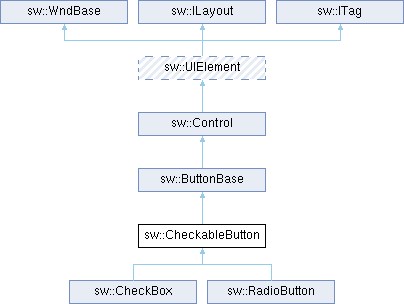 sw::WndBase sw::ILayout sw::ITag
sw::UIElement
sw::Control
sw::ButtonBase
sw::CheckableButton
sw::CheckBox sw::RadioButton